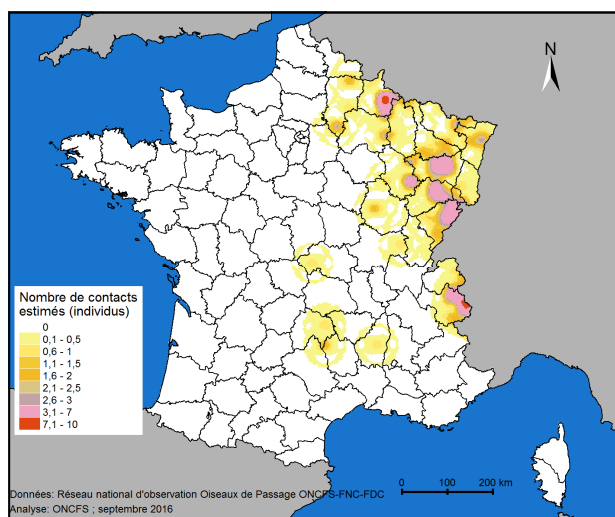 N
Nombre de contacts
estimés (individus)
0
0,1 - 0,5
0,6 - 1
1,1 - 1,5
1,6 - 2
2,1 - 2,5
2,6 - 3
3,1 - 7
7,1 - 10
0 100 200 km
Données: Réseau national d'observation Oiseaux de Passage ONCFS-FNC-FDC
Analyse: ONCFS ; septembre 2016